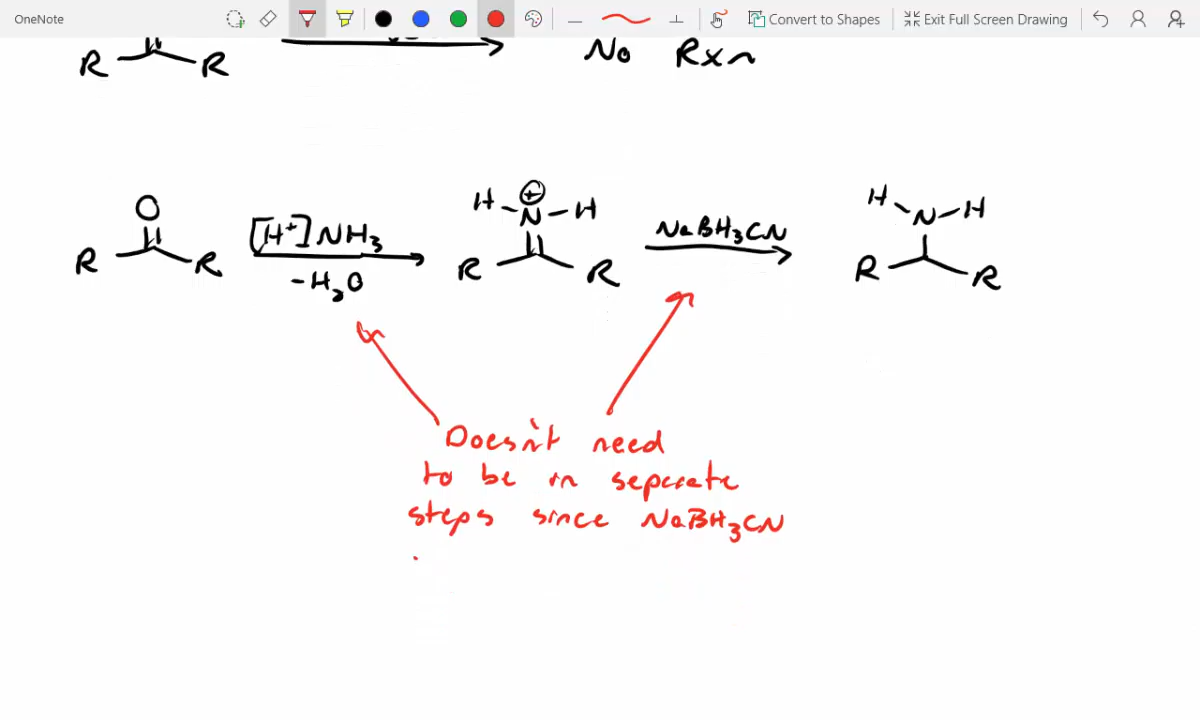 OneNote
Convert to Shapes
Exit Full Screen Drawing
R R
No Rxn
O
R R
[H+] NH3
-H2O
H + H
N
R R
NaBH3CN
H N H
R R
Doesn't need
to be in seperate
steps since NaBH3CN